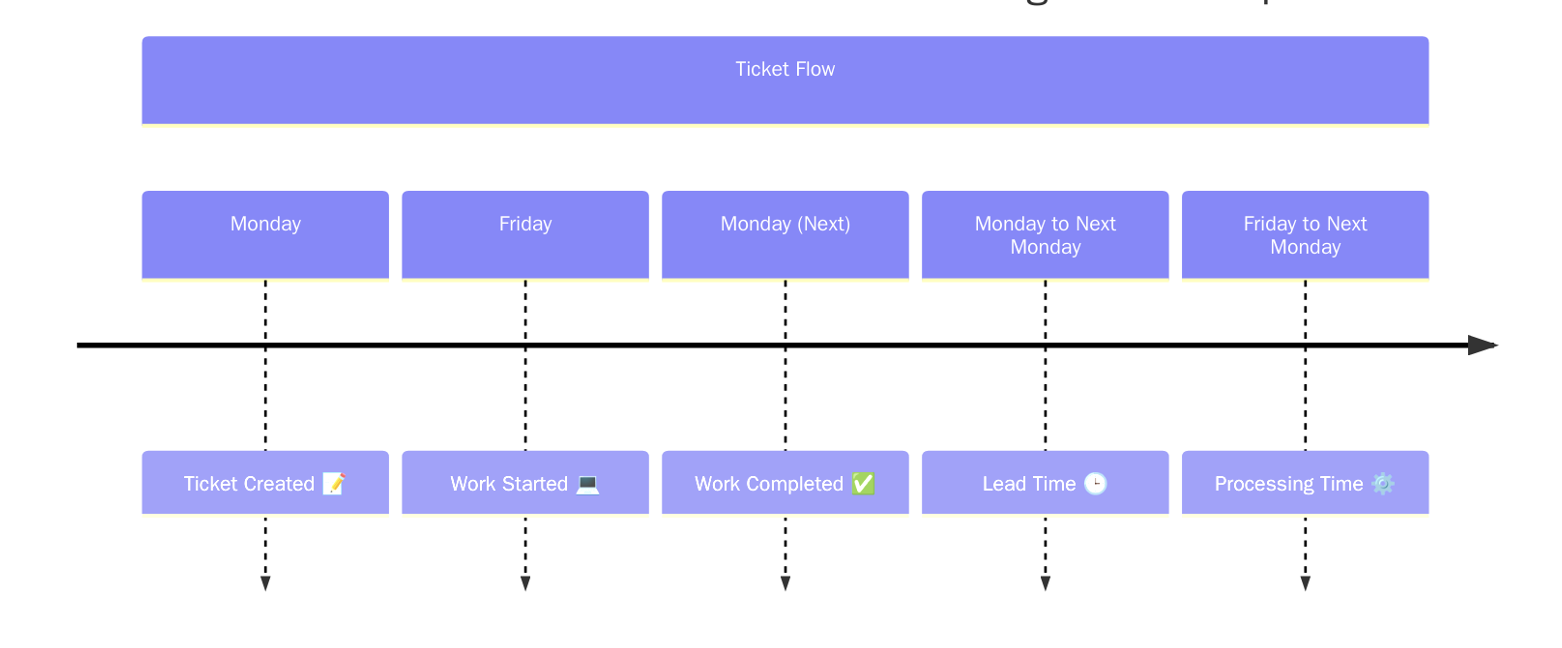 Ticket Flow
Monday
Friday
Monday (Next)
Monday to Next
Monday
Friday to Next
Monday
Ticket Created 📝
Work Started 💻
Work Completed ✅
Lead Time 🕒
Processing Time ⚙️